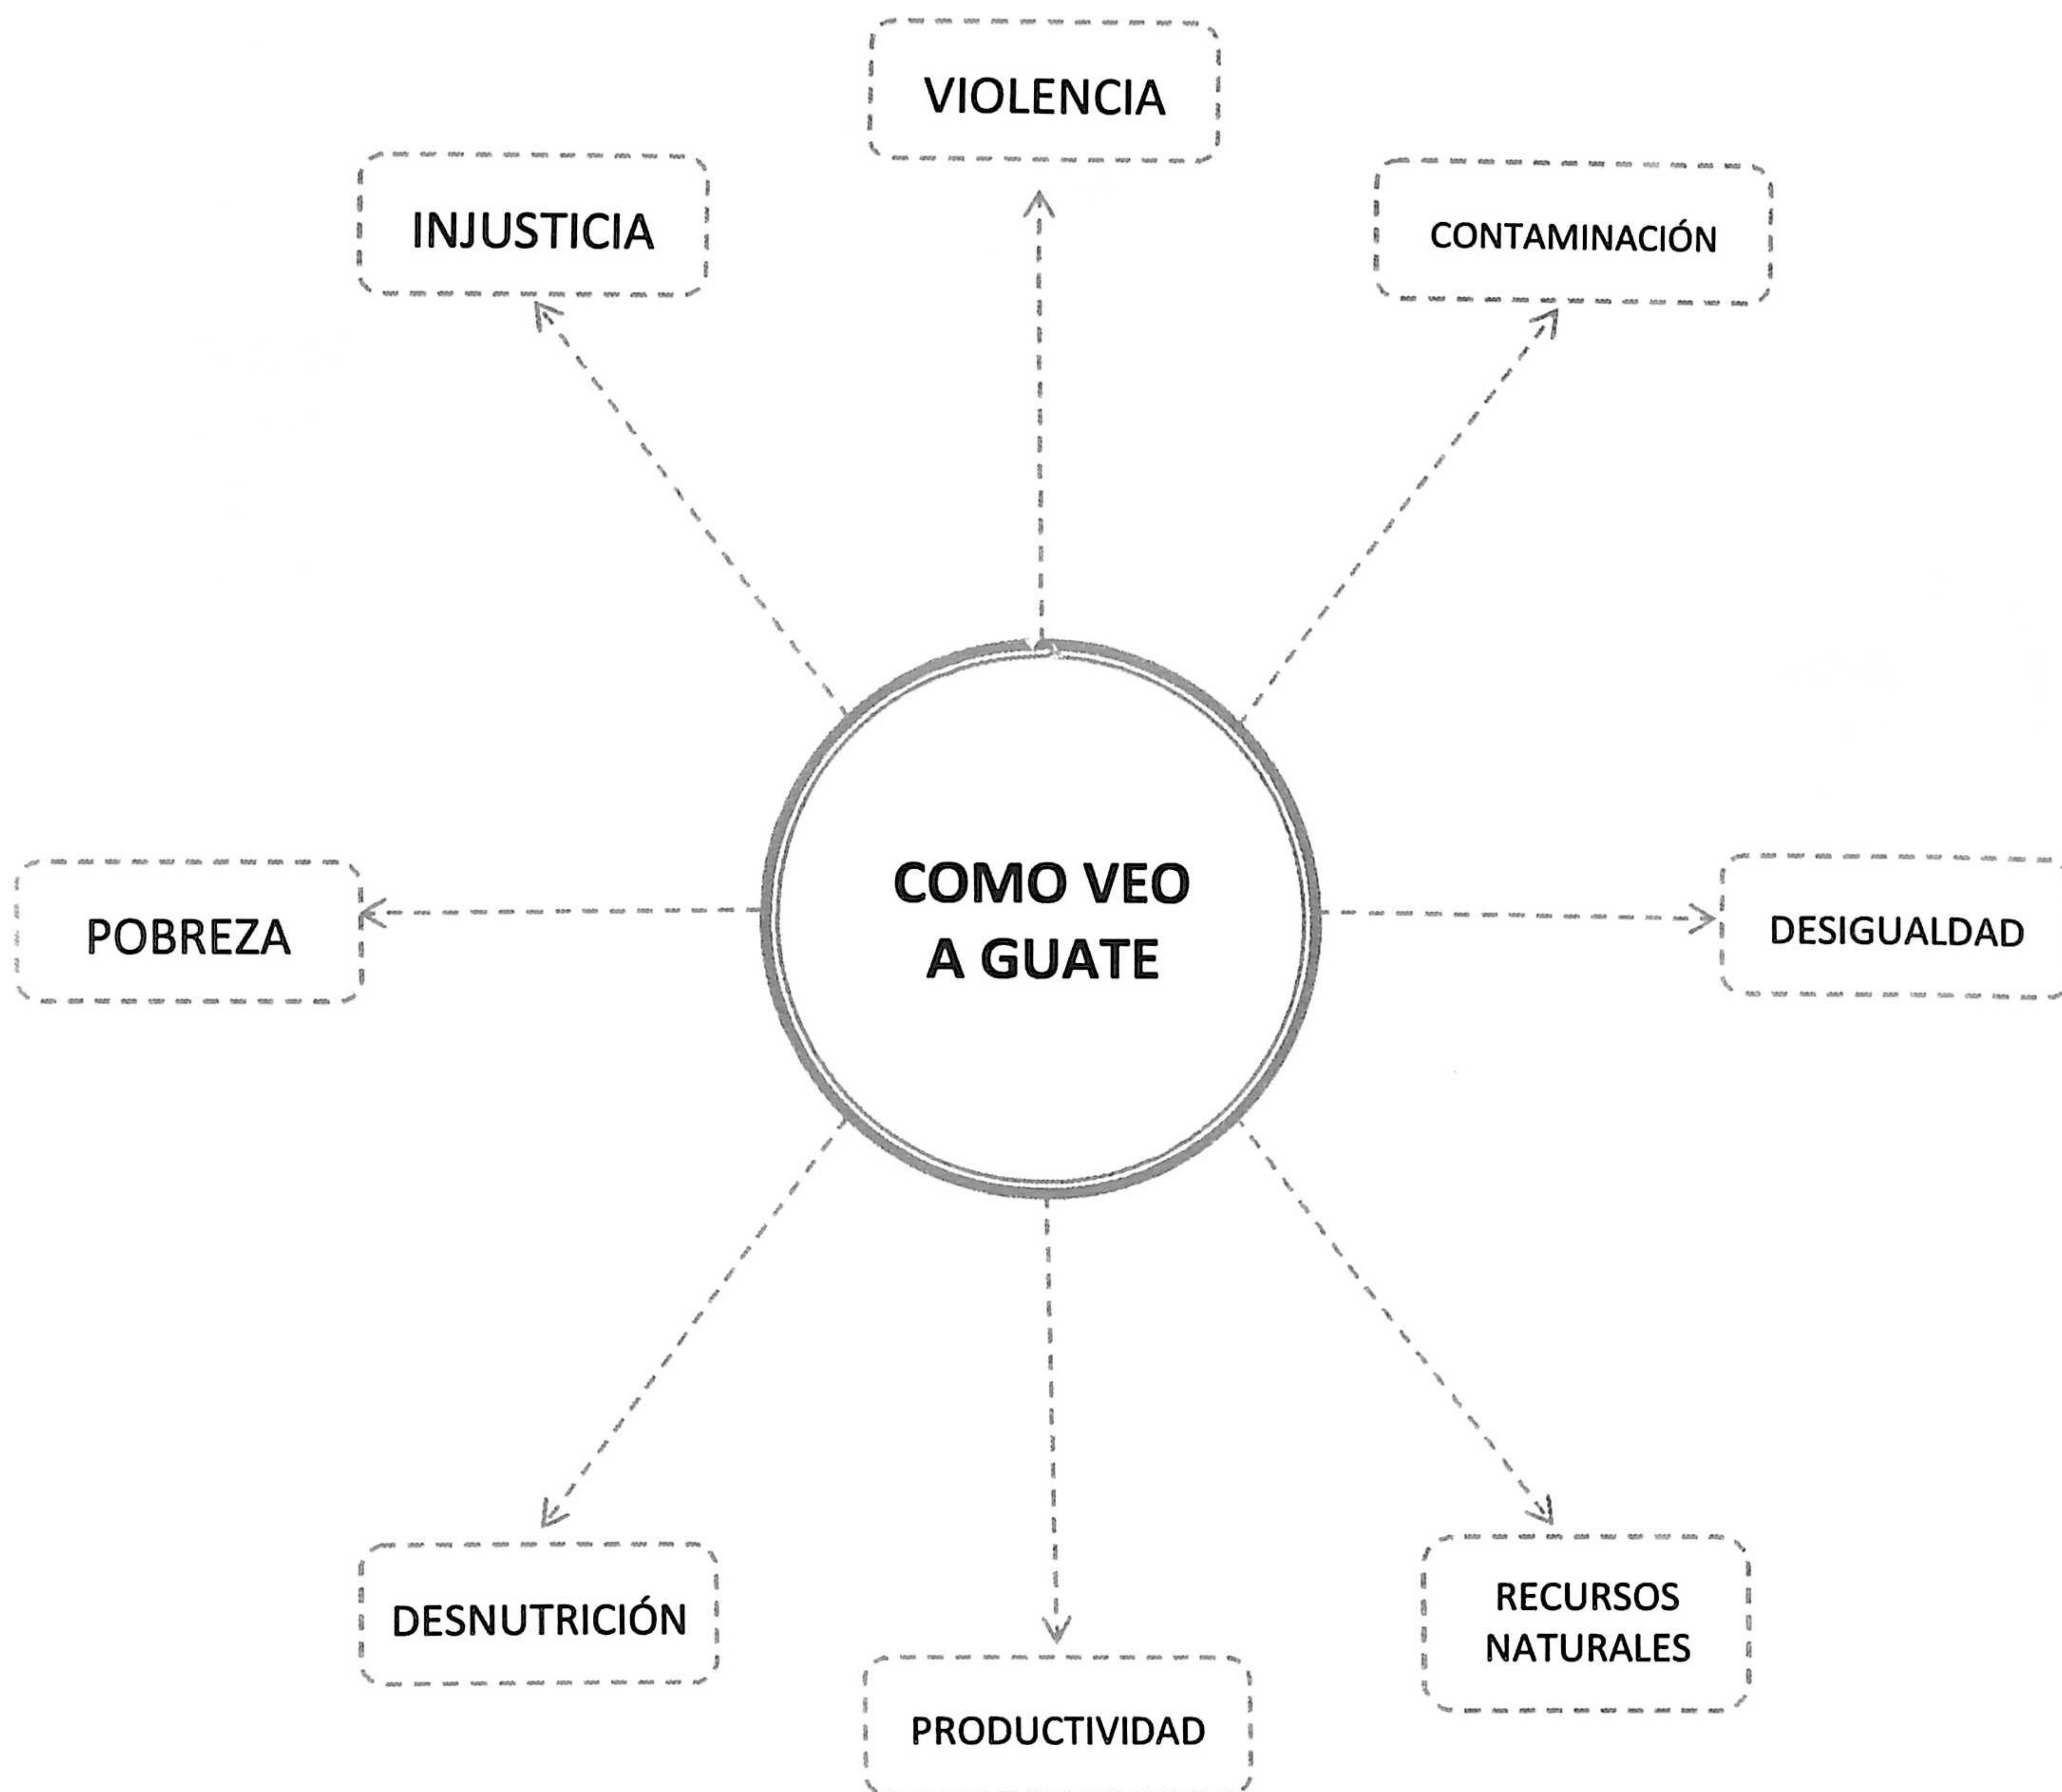 VIOLENCIA
INJUSTICIA
CONTAMINACIÓN
COMO VEO
A GUATE
POBREZA
DESIGUALDAD
DESNUTRICIÓN
RECURSOS
NATURALES
PRODUCTIVIDAD